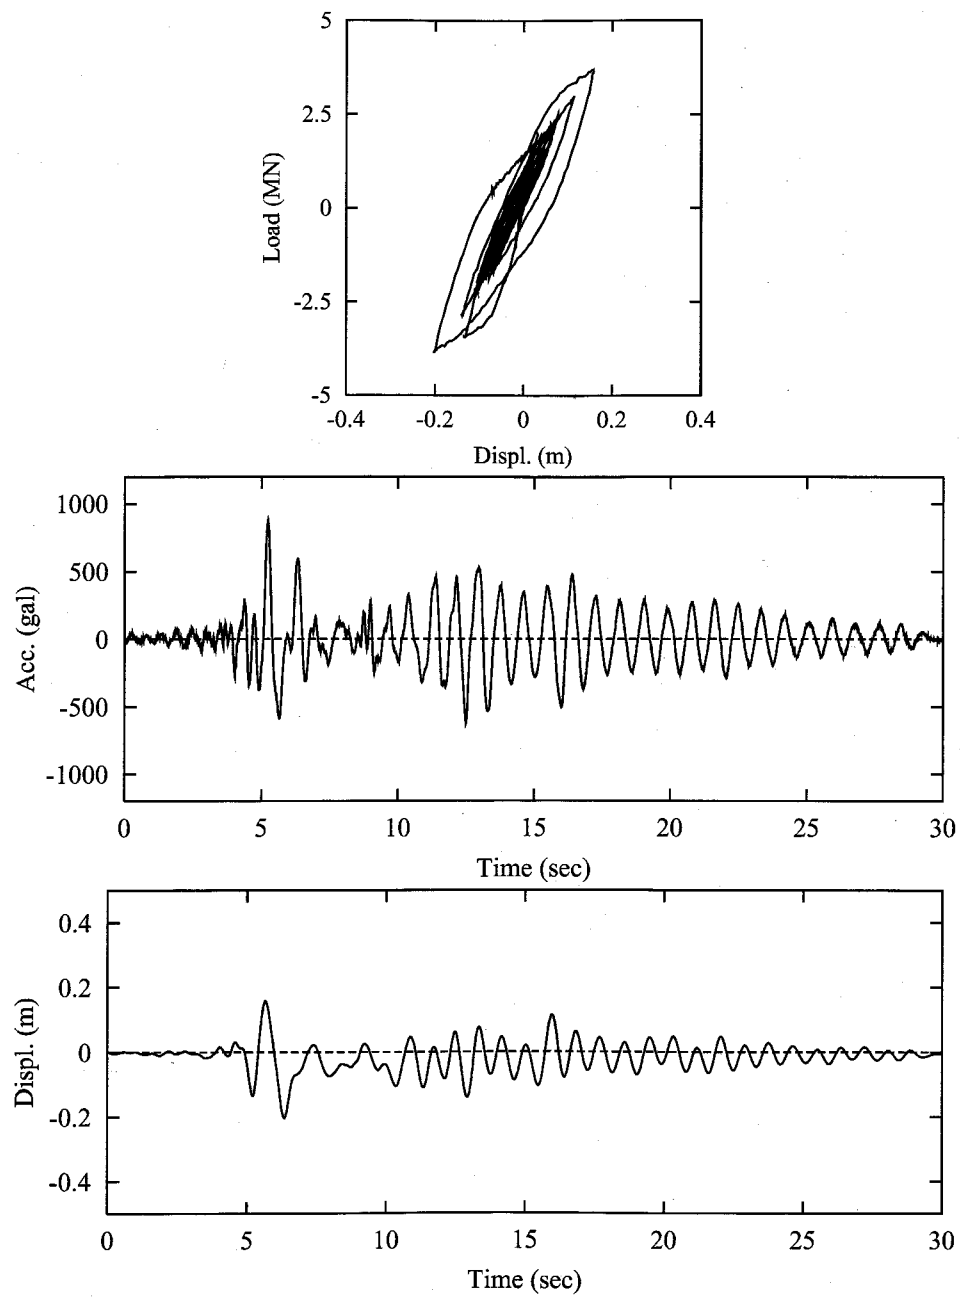 5
2.5
0
-2.5
-5
Load (MN)
-0.4 -0.2 0 0.2 0.4
Displ. (m)
1000
500
0
-500
-1000
Acc. (gal)
0 5 10 15 20 25 30
Time (sec)
0.4
0.2
0
-0.2
-0.4
Displ. (m)
0 5 10 15 20 25 30
Time (sec)